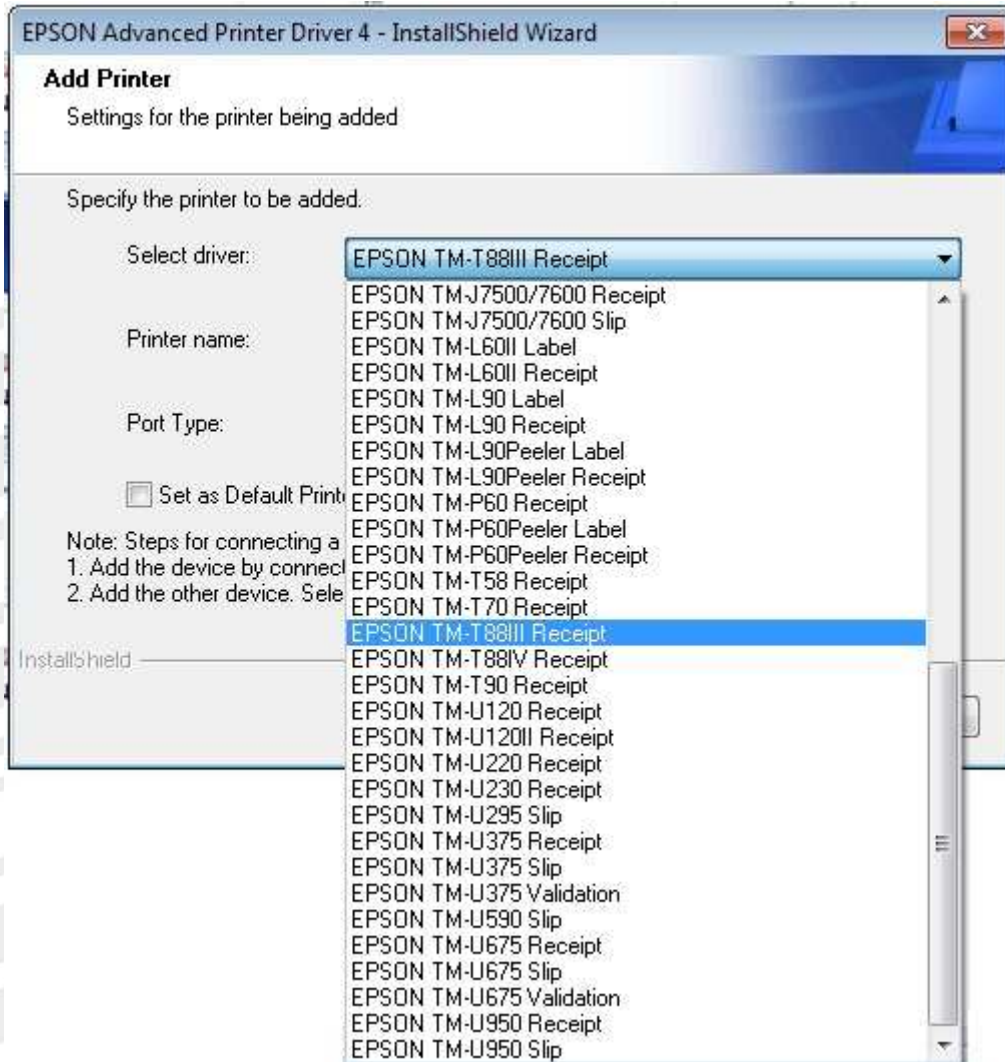 EPSON Advanced Printer Driver 4 - InstallShield Wizard
Add Printer
Settings for the printer being added
Specify the printer to be added.
Select driver:
EPSON TM-T88III Receipt
Printer name:
Port Type:
Set as Default
Note: Steps for connecting a
1. Add the device by
2. Add the other device.
InstallShield
EPSON TM-J7500/7600 Receipt
EPSON TM-J7500/7600 Slip
EPSON TM-L60II Label
EPSON TM-L60II Receipt
EPSON TM-L90 Label
EPSON TM-L90 Receipt
EPSON TM-L90Peeler Label
EPSON TM-L90Peeler Receipt
EPSON TM-P60 Receipt
EPSON TM-P60Peeler Label
EPSON TM-P60Peeler Receipt
EPSON TM-T58 Receipt
EPSON TM-T70 Receipt
EPSON TM-T88III Receipt
EPSON TM-T88IV Receipt
EPSON TM-T90 Receipt
EPSON TM-U120 Receipt
EPSON TM-U120II Receipt
EPSON TM-U220 Receipt
EPSON TM-U230 Receipt
EPSON TM-U295 Slip
EPSON TM-U375 Receipt
EPSON TM-U375 Slip
EPSON TM-U375 Validation
EPSON TM-U590 Slip
EPSON TM-U675 Receipt
EPSON TM-U675 Slip
EPSON TM-U675 Validation
EPSON TM-U950 Receipt
EPSON TM-U950 Slip